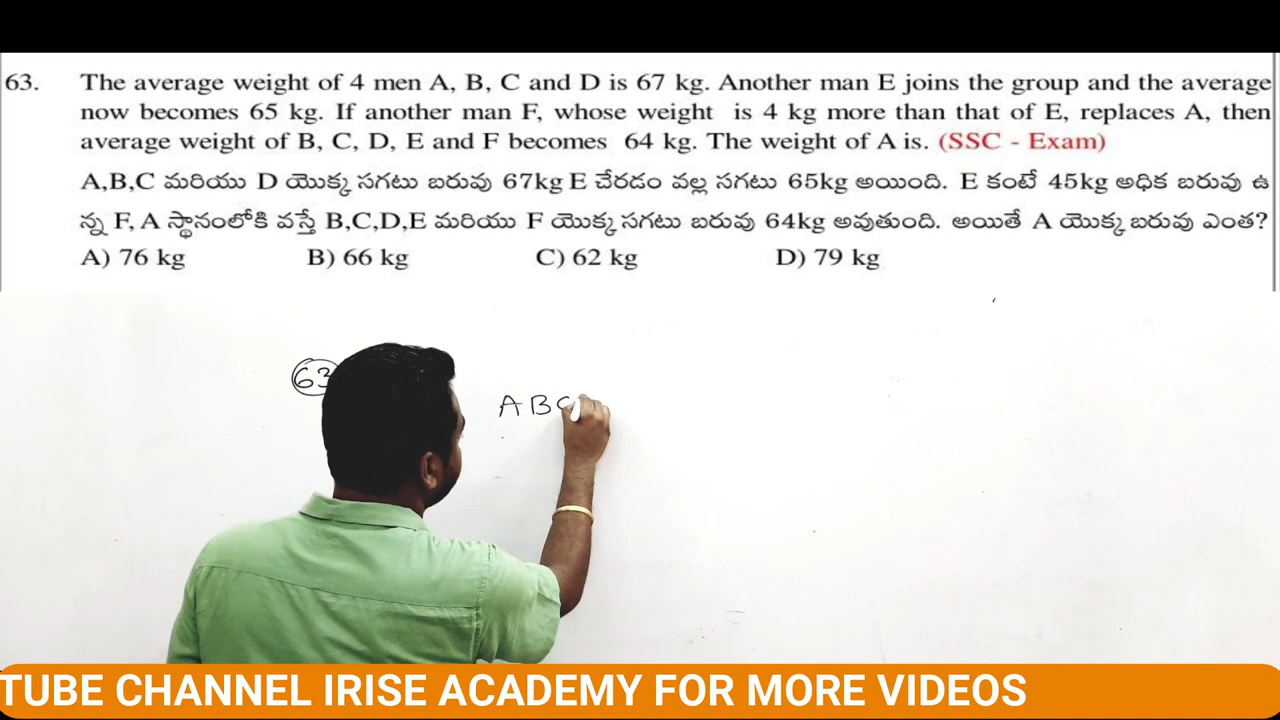 63. The average weight of 4 men A, B, C and D is 67 kg. Another man E joins the group and the average
now becomes 65 kg. If another man F, whose weight is 4 kg more than that of E, replaces A, then
average weight of B, C, D, E and F becomes 64 kg. The weight of A is. (SSC - Exam)
A,B,C మరియు D యొక్క సగటు బరువు 67kg E చేరడం వల్ల సగటు 65kg అయింది. E కంటే 45kg అధిక బరువు ఉ
న్న F, A స్థానంలోకి వస్తే B,C,D,E మరియు F యొక్క సగటు బరువు 64kg అవుతుంది. అయితే A యొక్క బరువు ఎంత?
A) 76 kg B) 66 kg C) 62 kg D) 79 kg
63
A B C
TUBE CHANNEL IRISE ACADEMY FOR MORE VIDEOS